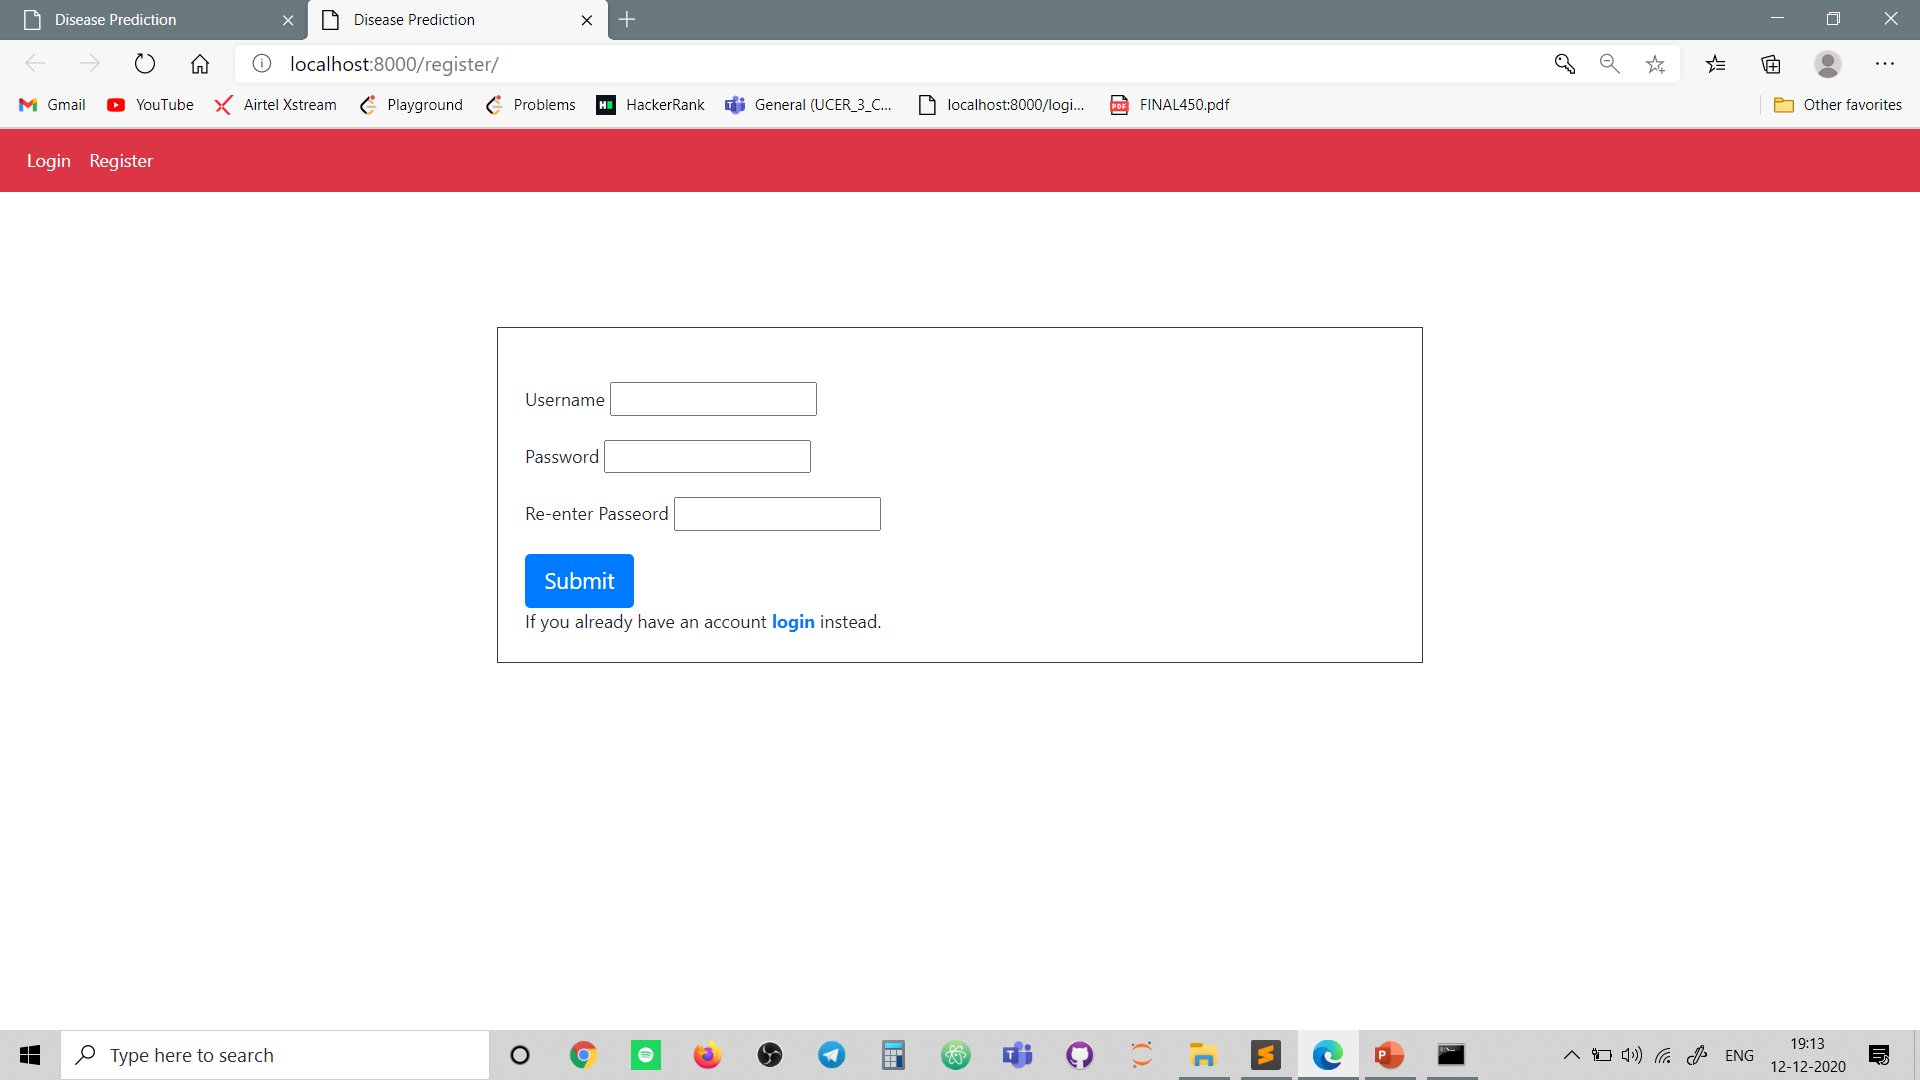 Disease Prediction
Disease Prediction
localhost:8000/register/
Gmail
YouTube
Airtel Xstream
Playground
Problems
HackerRank
General (UCER_3_C...
localhost:8000/logi...
PDF
FINAL450.pdf
Other favorites
Login Register
Username
Password
Re-enter Passeord
Submit
If you already have an account login instead.
Type here to search
ENG
19:13
12-12-2020